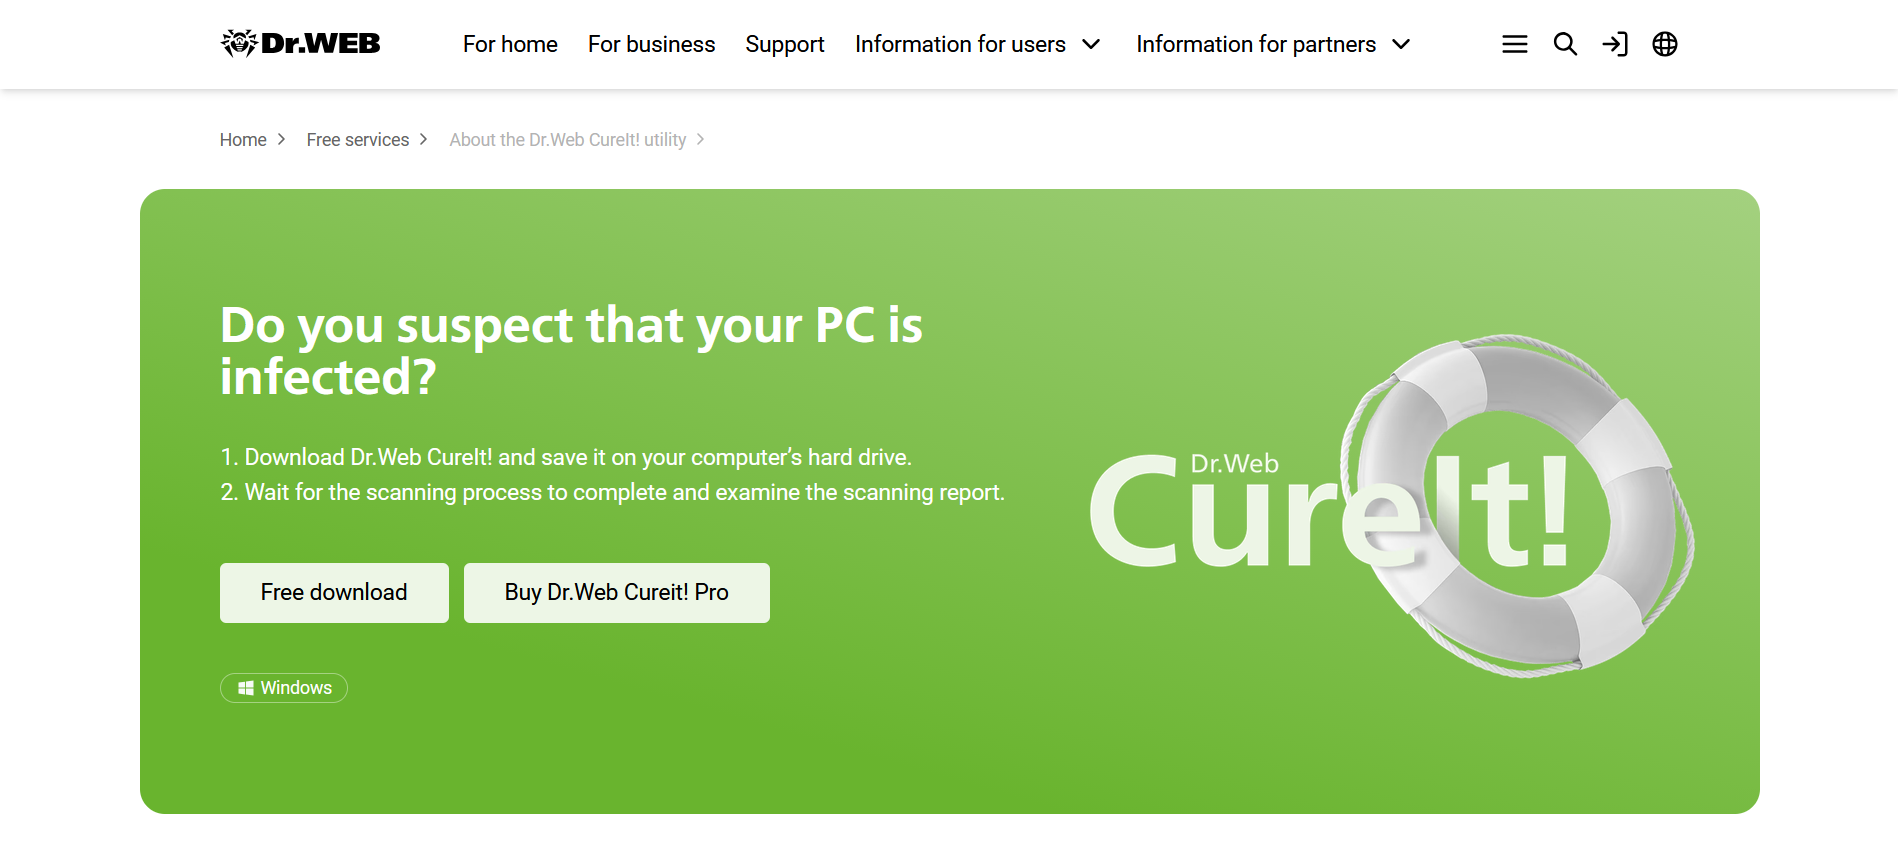 Dr.WEB
For home
For business
Support
Information for users
Information for partners
Home
Free services
About the Dr.Web CureIt! utility
Do you suspect that your PC is
infected?
1. Download Dr.Web CureIt! and save it on your computer’s hard drive.
2. Wait for the scanning process to complete and examine the scanning report.
Free download
Buy Dr.Web Cureit! Pro
Windows
Dr.Web
CureIt!